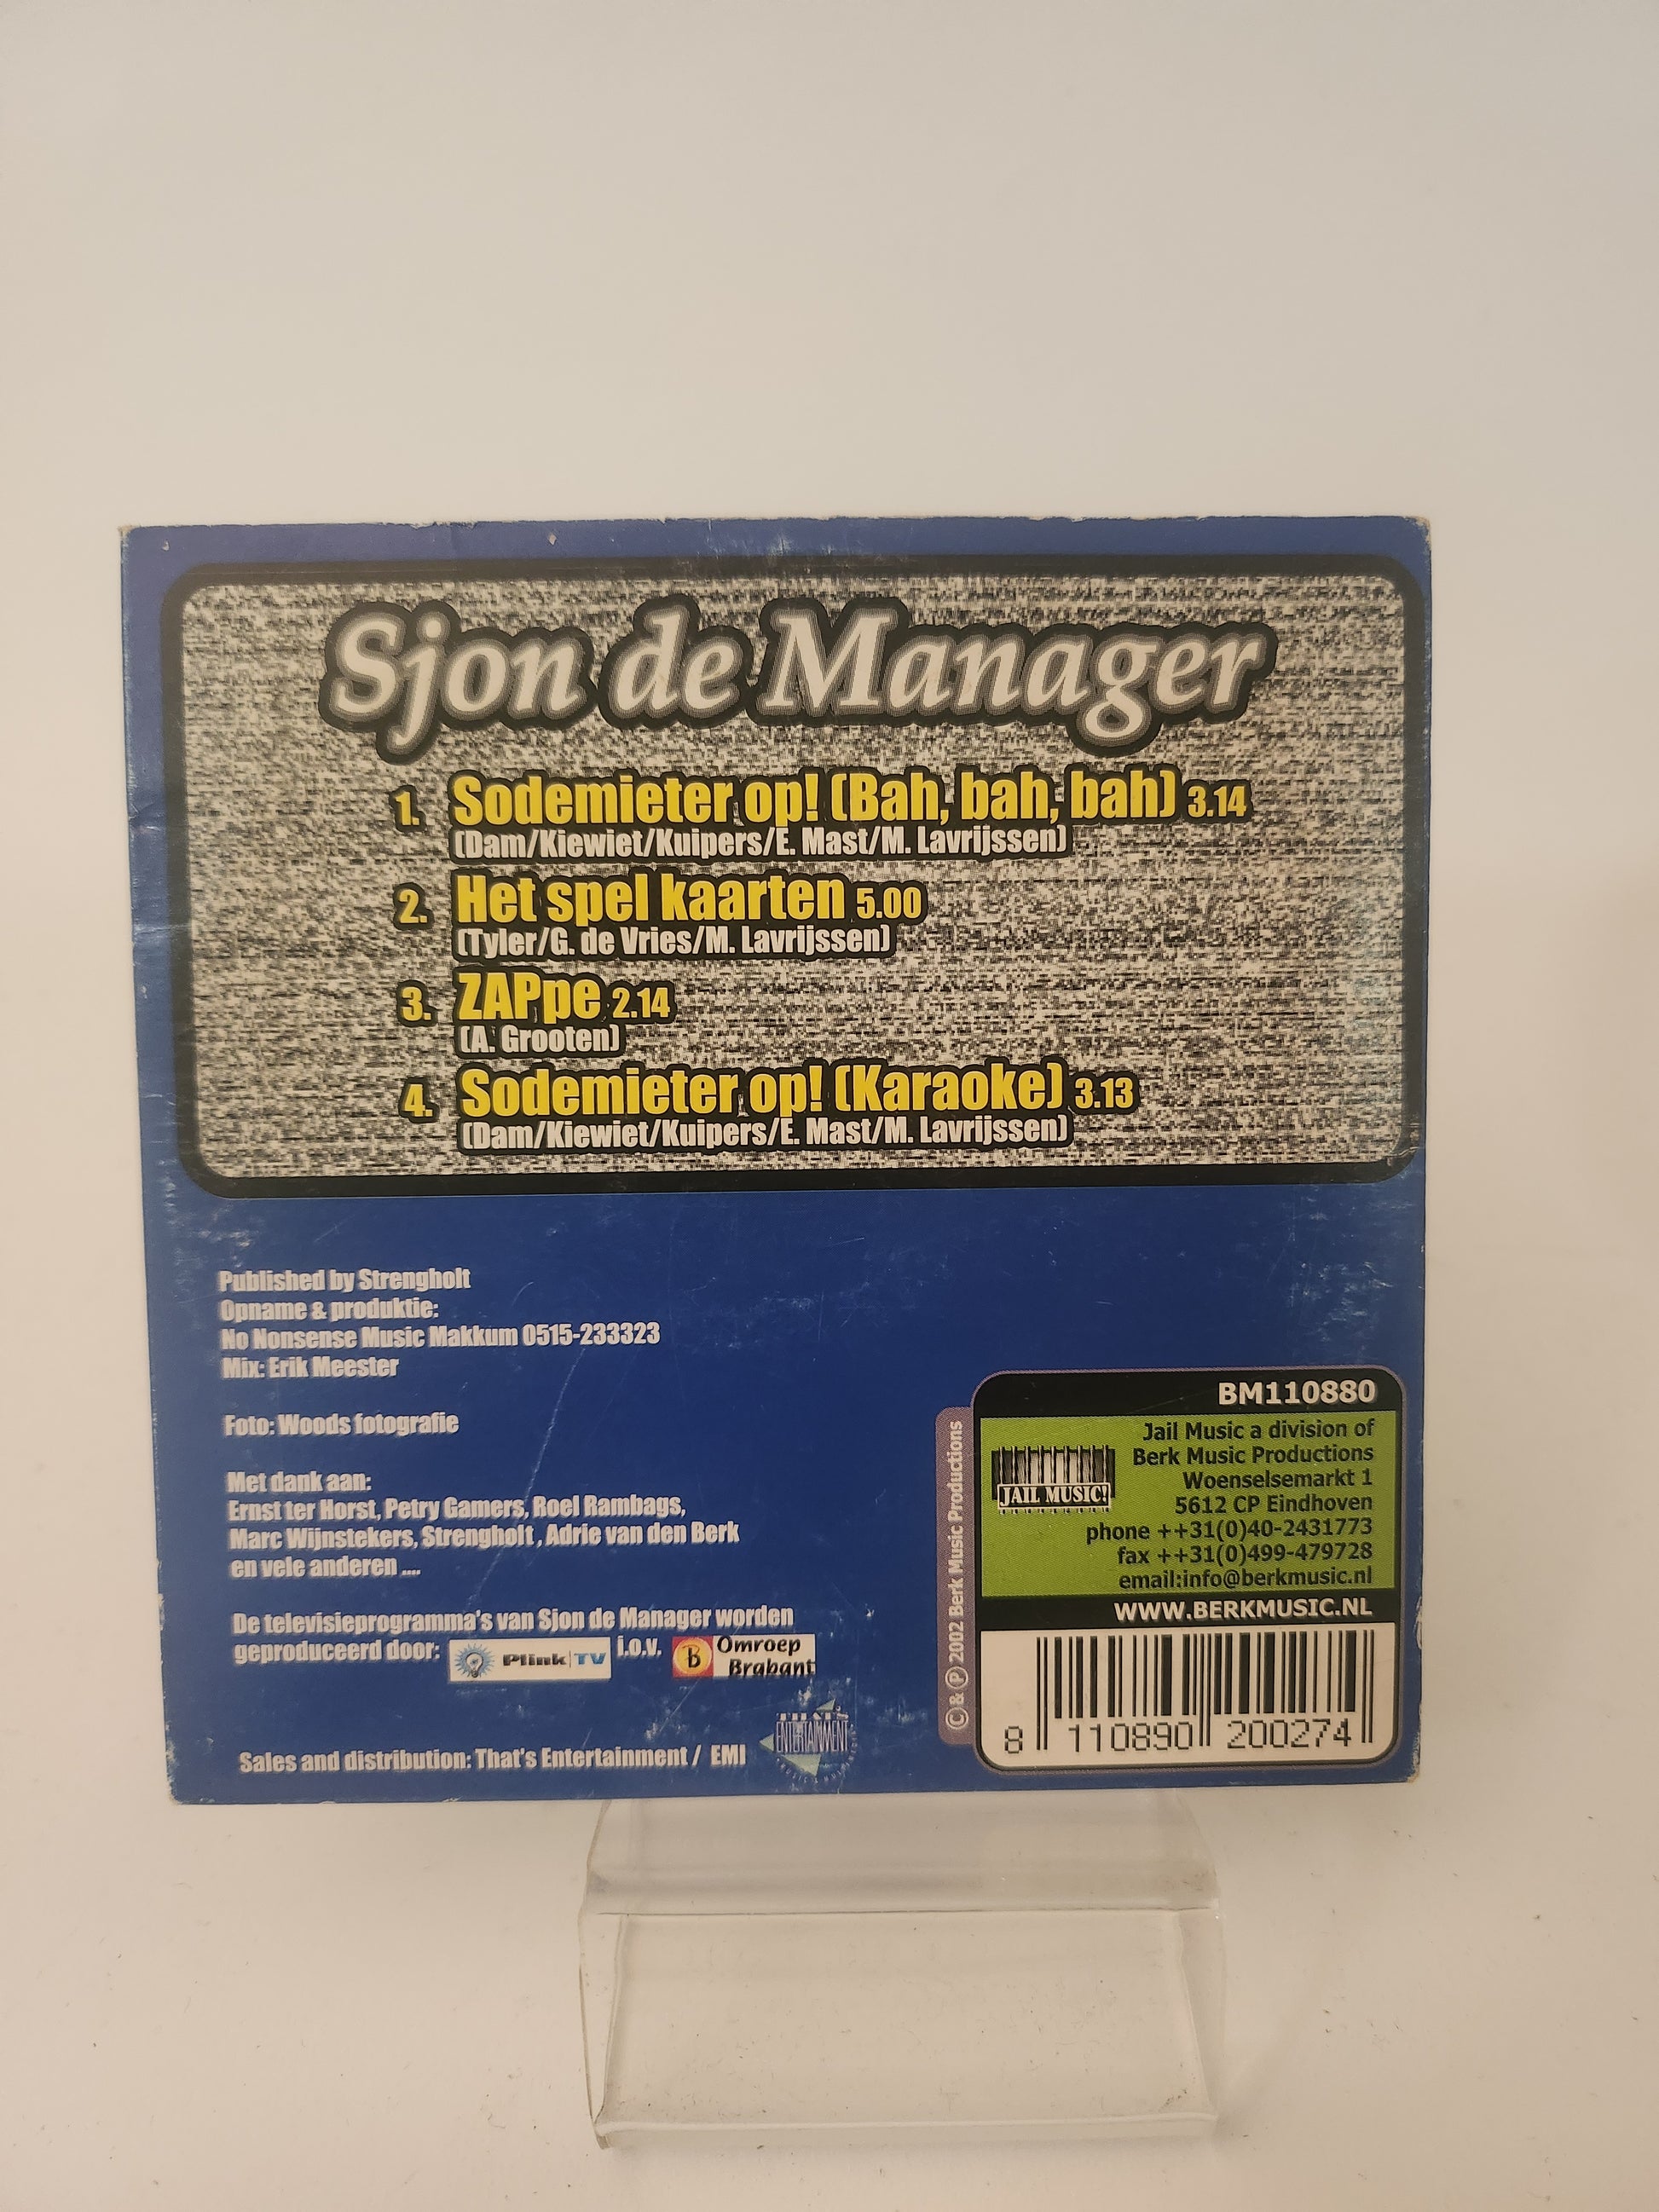 Sjon de Manager
1. Sodemieter op! (Bah, bah, bah) 3.14
(Dam/Kiewiet/Kuipers/E. Mast/M. Lavrijssen)
2. Het spel kaarten 5.00
(Tyler/G. de Vries/M. Lavrijssen)
3. ZAPpe 2.14
(A. Grooten)
4. Sodemieter op! (Karaoke) 3.13
(Dam/Kiewiet/Kuipers/E. Mast/M. Lavrijssen)
Published by Strengholt
Opname & produktie:
No Nonsense Music Makkum 0515-233323
Mix: Erik Meester
Foto: Woods fotografie
Met dank aan:
Ernst ter Horst, Petry Gamers, Roel Rambags,
Marc Wijnstekers, Strengholt , Adrie van den Berk
en vele anderen ....
De televisieprogramma's van Sjon de Manager worden
geproduceerd door: Plink TV i.o.v. B Omroep Brabant
Sales and distribution: That's Entertainment / EMI
THAT'S
ENTERTAINMENT
© & ℗ 2002 Berk Music Productions
BM110880
JAIL MUSIC!
Jail Music a division of
Berk Music Productions
Woenselsemarkt 1
5612 CP Eindhoven
phone ++31(0)40-2431773
fax ++31(0)499-479728
email:info@berkmusic.nl
WWW.BERKMUSIC.NL
8 110890 200274